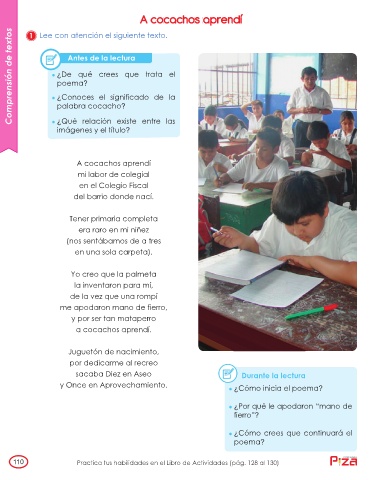 A cocachos aprendí
Comprensión de textos
1 Lee con atención el siguiente texto.
Antes de la lectura
• ¿De qué crees que trata el
poema?
• ¿Conoces el significado de la
palabra cocacho?
• ¿Qué relación existe entre las
imágenes y el título?
A cocachos aprendí
mi labor de colegial
en el Colegio Fiscal
del barrio donde nací.
Tener primaria completa
era raro en mi niñez
(nos sentábamos de a tres
en una sola carpeta).
Yo creo que la palmeta
la inventaron para mí,
de la vez que una rompí
me apodaron mano de fierro,
y por ser tan mataperro
a cocachos aprendí.
Juguetón de nacimiento,
por dedicarme al recreo
sacaba Diez en Aseo
y Once en Aprovechamiento.
Durante la lectura
• ¿Cómo inicia el poema?
• ¿Por qué le apodaron “mano de
fierro”?
• ¿Cómo crees que continuará el
poema?
110
Practica tus habilidades en el Libro de Actividades (pág. 128 al 130)